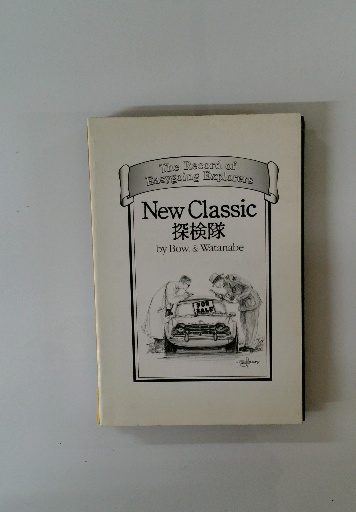 The Record of
Easygoing Explorers
New Classic
探検隊
by Bow. & Watanabe
FOR
SALE